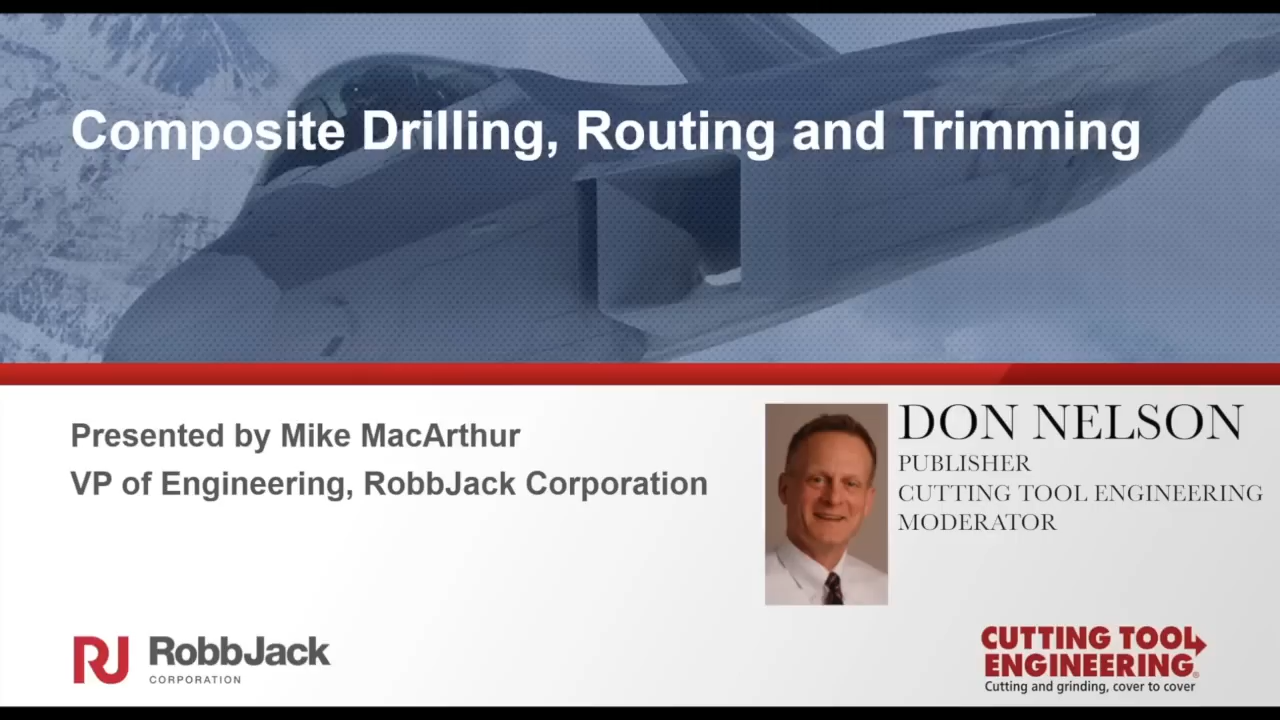 Composite Drilling, Routing and Trimming
Presented by Mike MacArthur
VP of Engineering, RobbJack Corporation
DON NELSON
PUBLISHER
CUTTING TOOL ENGINEERING
MODERATOR
RJ RobbJack
CORPORATION
CUTTING TOOL
ENGINEERING®
Cutting and grinding, cover to cover